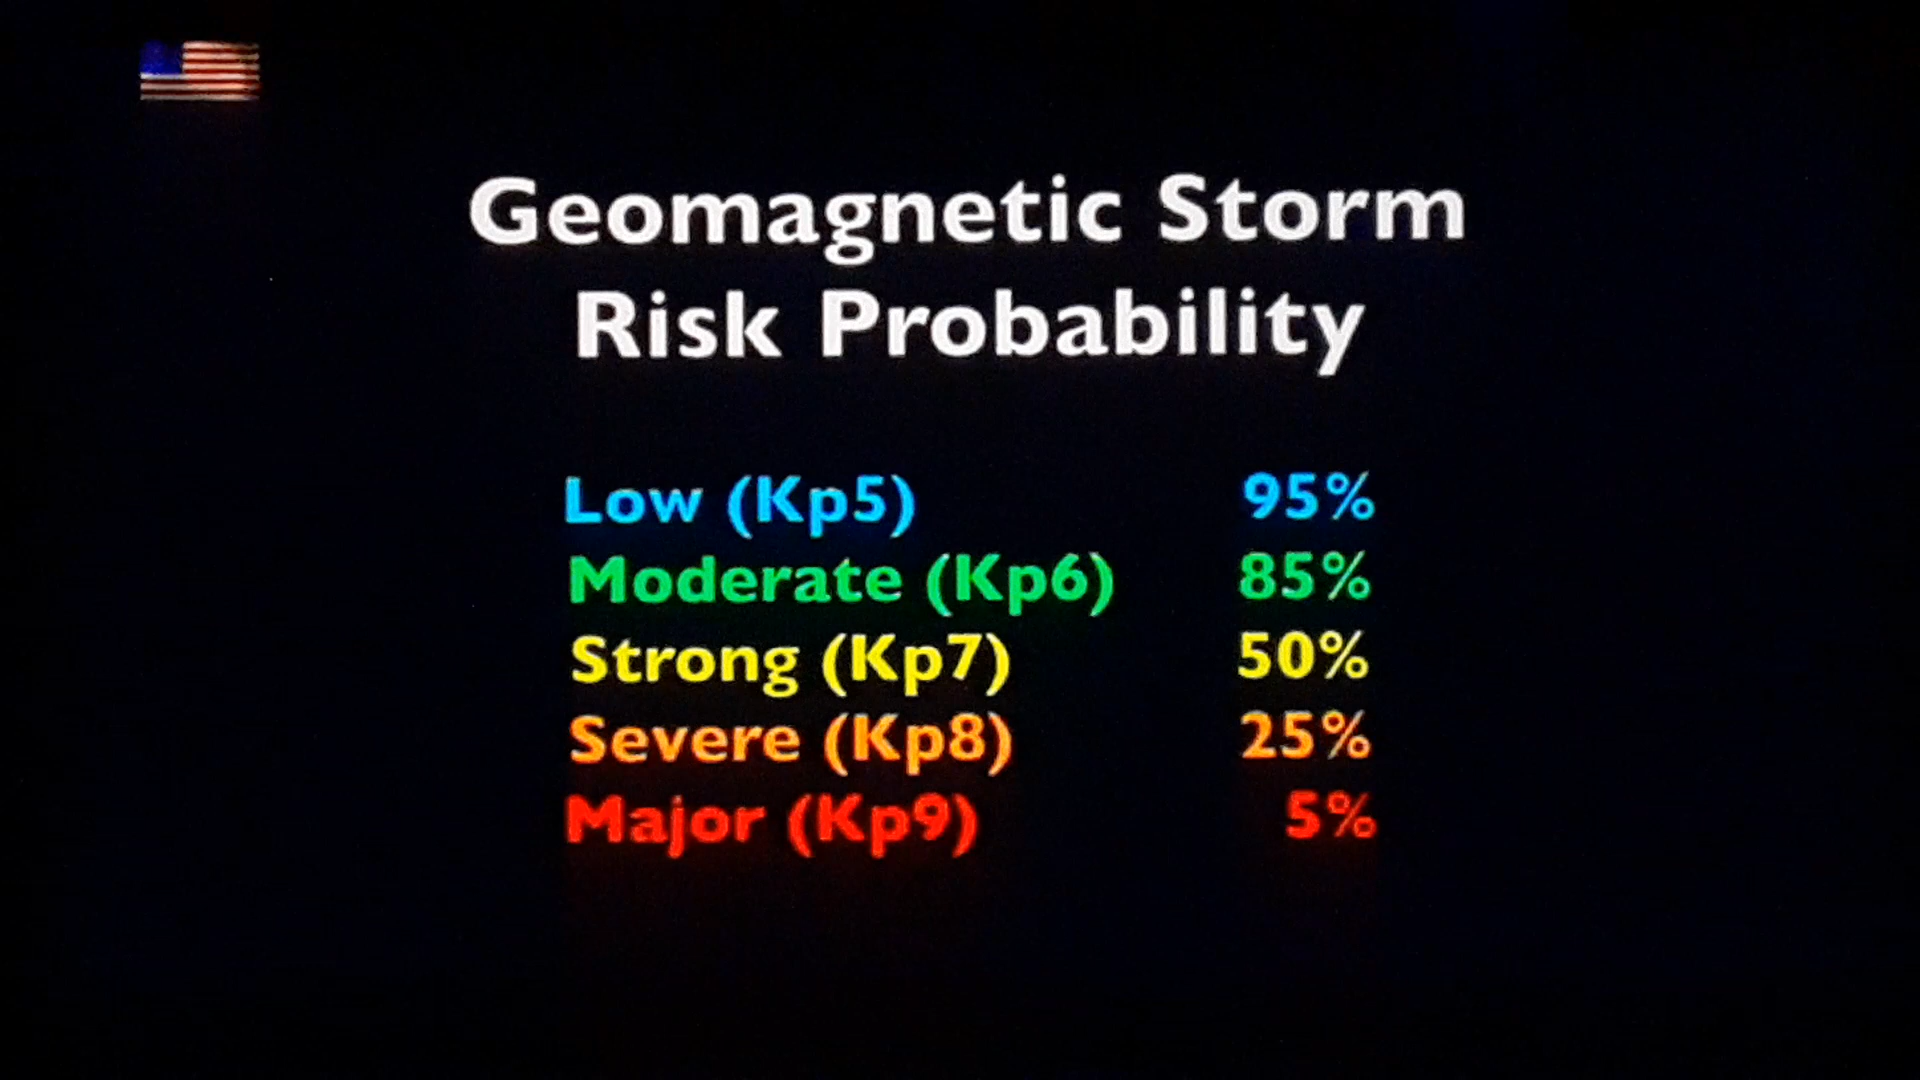 Geomagnetic Storm
Risk Probability
Low (Kp5) 95%
Moderate (Kp6) 85%
Strong (Kp7) 50%
Severe (Kp8) 25%
Major (Kp9) 5%